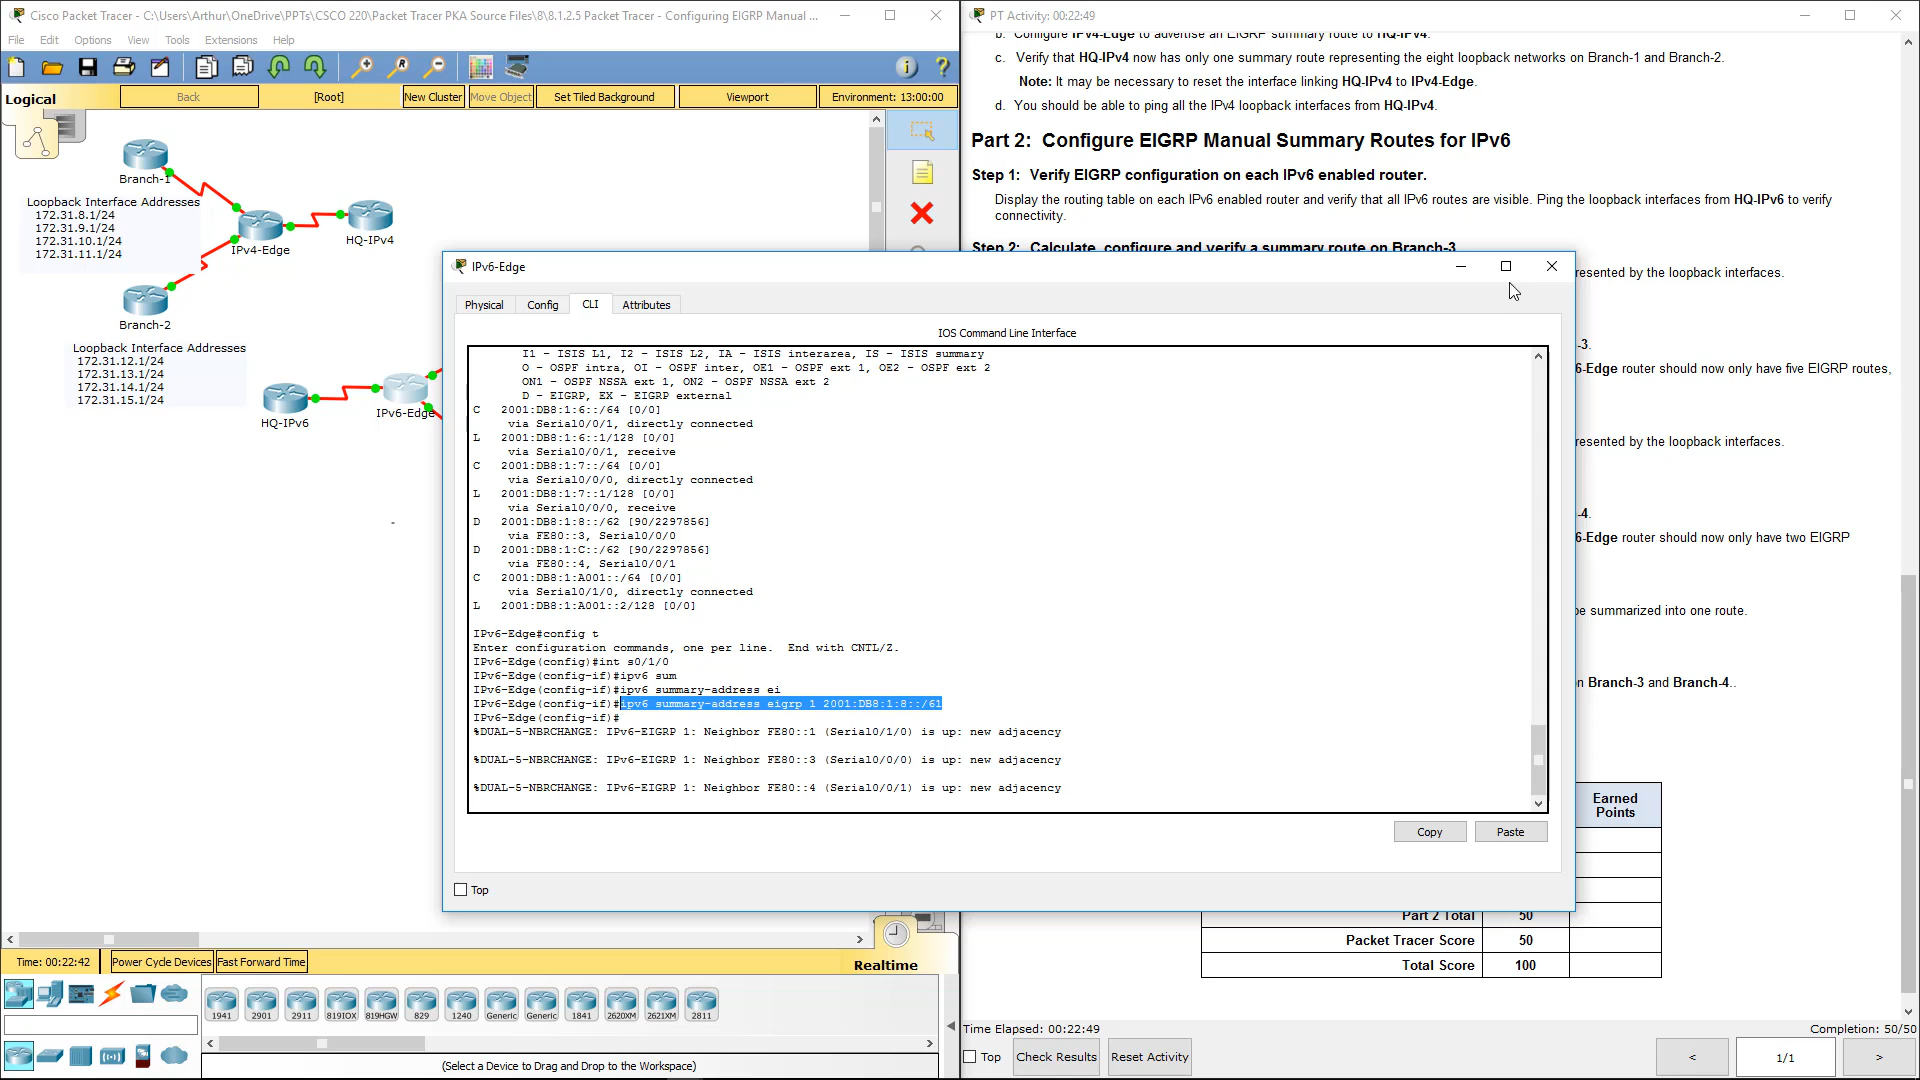 Cisco Packet Tracer - C:\Users\Arthur\OneDrive\PPTs\CSCO 220\Packet Tracer PKA Source Files\8\8.1.2.5 Packet Tracer - Configuring EIGRP Manual ...
File Edit Options View Tools Extensions Help
Logical
Back
[Root]
New Cluster
Move Object
Set Tiled Background
Viewport
Environment: 13:00:00
Branch-1
Loopback Interface Addresses
172.31.8.1/24
172.31.9.1/24
172.31.10.1/24
172.31.11.1/24
IPv4-Edge
HQ-IPv4
Branch-2
Loopback Interface Addresses
172.31.12.1/24
172.31.13.1/24
172.31.14.1/24
172.31.15.1/24
HQ-IPv6
IPv6-Edge
PT Activity: 00:22:49
b. Configure IPv4-Edge to advertise an EIGRP summary route to HQ-IPv4.
c. Verify that HQ-IPv4 now has only one summary route representing the eight loopback networks on Branch-1 and Branch-2.
Note: It may be necessary to reset the interface linking HQ-IPv4 to IPv4-Edge.
d. You should be able to ping all the IPv4 loopback interfaces from HQ-IPv4.
Part 2: Configure EIGRP Manual Summary Routes for IPv6
Step 1: Verify EIGRP configuration on each IPv6 enabled router.
Display the routing table on each IPv6 enabled router and verify that all IPv6 routes are visible. Ping the loopback interfaces from HQ-IPv6 to verify
connectivity.
Step 2: Calculate, configure and verify a summary route on Branch-3
resented by the loopback interfaces.
-3.
6-Edge router should now only have five EIGRP routes,
resented by the loopback interfaces.
-4.
6-Edge router should now only have two EIGRP
be summarized into one route.
n Branch-3 and Branch-4..
IPv6-Edge
Physical
Config
CLI
Attributes
IOS Command Line Interface
I1 - ISIS L1, I2 - ISIS L2, IA - ISIS interarea, IS - ISIS summary
O - OSPF intra, OI - OSPF inter, OE1 - OSPF ext 1, OE2 - OSPF ext 2
ON1 - OSPF NSSA ext 1, ON2 - OSPF NSSA ext 2
D - EIGRP, EX - EIGRP external
C 2001:DB8:1:6::/64 [0/0]
via Serial0/0/1, directly connected
L 2001:DB8:1:6::1/128 [0/0]
via Serial0/0/1, receive
C 2001:DB8:1:7::/64 [0/0]
via Serial0/0/0, directly connected
L 2001:DB8:1:7::1/128 [0/0]
via Serial0/0/0, receive
D 2001:DB8:1:8::/62 [90/2297856]
via FE80::3, Serial0/0/0
D 2001:DB8:1:C::/62 [90/2297856]
via FE80::4, Serial0/0/1
C 2001:DB8:1:A001::/64 [0/0]
via Serial0/1/0, directly connected
L 2001:DB8:1:A001::2/128 [0/0]
IPv6-Edge#config t
Enter configuration commands, one per line. End with CNTL/Z.
IPv6-Edge(config)#int s0/1/0
IPv6-Edge(config-if)#ipv6 sum
IPv6-Edge(config-if)#ipv6 summary-address ei
IPv6-Edge(config-if)#ipv6 summary-address eigrp 1 2001:DB8:1:8::/61
IPv6-Edge(config-if)#
%DUAL-5-NBRCHANGE: IPv6-EIGRP 1: Neighbor FE80::1 (Serial0/1/0) is up: new adjacency
%DUAL-5-NBRCHANGE: IPv6-EIGRP 1: Neighbor FE80::3 (Serial0/0/0) is up: new adjacency
%DUAL-5-NBRCHANGE: IPv6-EIGRP 1: Neighbor FE80::4 (Serial0/0/1) is up: new adjacency
Copy
Paste
Top
Earned
Points
Part 2 Total 50
Packet Tracer Score 50
Total Score 100
Time: 00:22:42
Power Cycle Devices
Fast Forward Time
Realtime
1941
2901
2911
819IOX
819HGW
829
1240
Generic
Generic
1841
2620XM
2621XM
2811
(Select a Device to Drag and Drop to the Workspace)
Time Elapsed: 00:22:49
Completion: 50/50
Top
Check Results
Reset Activity
<
1/1
>